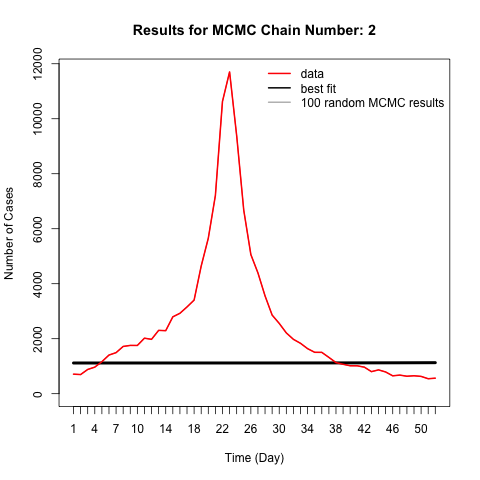 Results for MCMC Chain Number: 2
data
best fit
100 random MCMC results
Number of Cases
12000
10000
8000
6000
4000
2000
0
1 4 7 10 14 18 22 26 30 34 38 42 46 50
Time (Day)